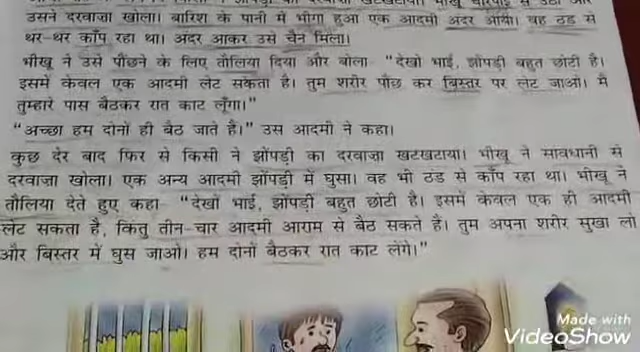 उसने दरवाज़ा खोला। बारिश के पानी में भीगा हुआ एक आदमी अंदर आया। वह ठंड से
थर-थर काँप रहा था। अंदर आकर उसे चैन मिला।
भीखू ने उसे पोंछने के लिए तौलिया दिया और बोला- "देखो भाई, झोंपड़ी बहुत छोटी है।
इसमें केवल एक आदमी लेट सकता है। तुम शरीर पोंछ कर बिस्तर पर लेट जाओ। मैं
तुम्हारे पास बैठकर रात काट लूँगा।"
"अच्छा हम दोनों ही बैठ जाते हैं।" उस आदमी ने कहा।
कुछ देर बाद फिर से किसी ने झोंपड़ी का दरवाज़ा खटखटाया। भीखू ने सावधानी से
दरवाज़ा खोला। एक अन्य आदमी झोंपड़ी में घुसा। वह भी ठंड से काँप रहा था। भीखू ने
तौलिया देते हुए कहा- "देखो भाई, झोंपड़ी बहुत छोटी है। इसमें केवल एक ही आदमी
लेट सकता है, किंतु तीन-चार आदमी आराम से बैठ सकते हैं। तुम अपना शरीर सुखा लो
और बिस्तर में घुस जाओ। हम दोनों बैठकर रात काट लेंगे।"
Made with
VideoShow